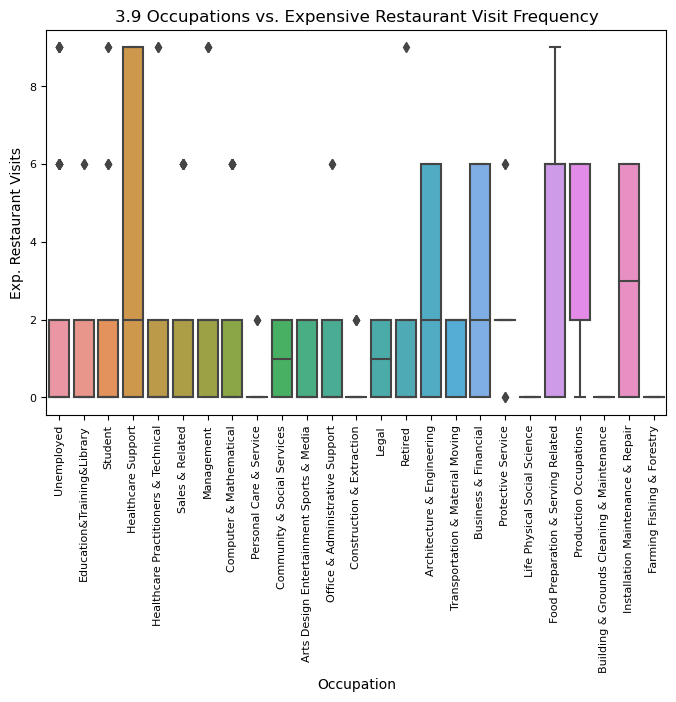 3.9 Occupations vs. Expensive Restaurant Visit Frequency
Exp. Restaurant Visits
8
6
4
2
0
Unemployed
Education&Training&Library
Student
Healthcare Support
Healthcare Practitioners & Technical
Sales & Related
Management
Computer & Mathematical
Personal Care & Service
Community & Social Services
Arts Design Entertainment Sports & Media
Office & Administrative Support
Construction & Extraction
Legal
Retired
Architecture & Engineering
Transportation & Material Moving
Business & Financial
Protective Service
Life Physical Social Science
Food Preparation & Serving Related
Production Occupations
Building & Grounds Cleaning & Maintenance
Installation Maintenance & Repair
Farming Fishing & Forestry
Occupation